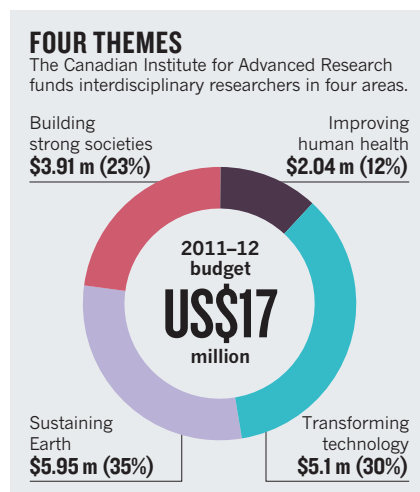 FOUR THEMES
The Canadian Institute for Advanced Research
funds interdisciplinary researchers in four areas.
Building
strong societies
$3.91 m (23%)
Improving
human health
$2.04 m (12%)
2011–12
budget
US$17
million
Sustaining
Earth
$5.95 m (35%)
Transforming
technology
$5.1 m (30%)